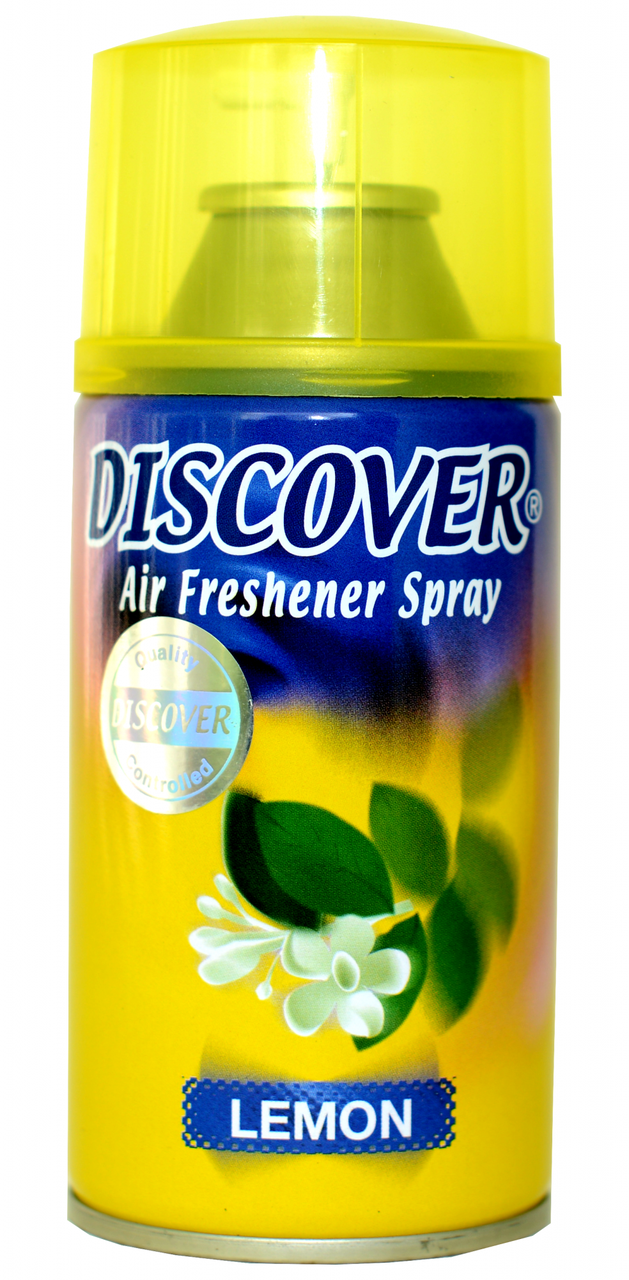 DISCOVER®
Air Freshener Spray
Quality
DISCOVER
Controlled
LEMON